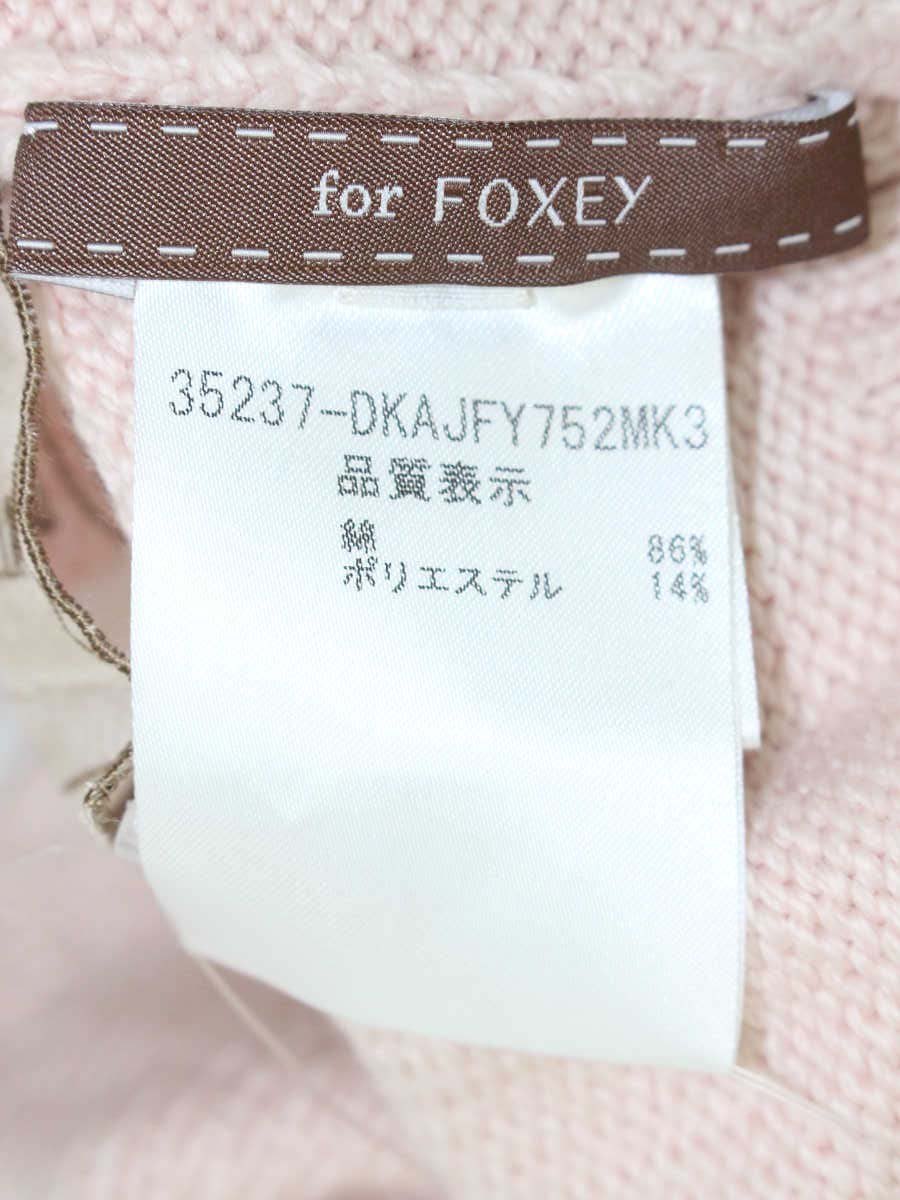 for FOXEY
35237-DKAJFY752MK3
品質表示
綿 86%
ポリエステル 14%